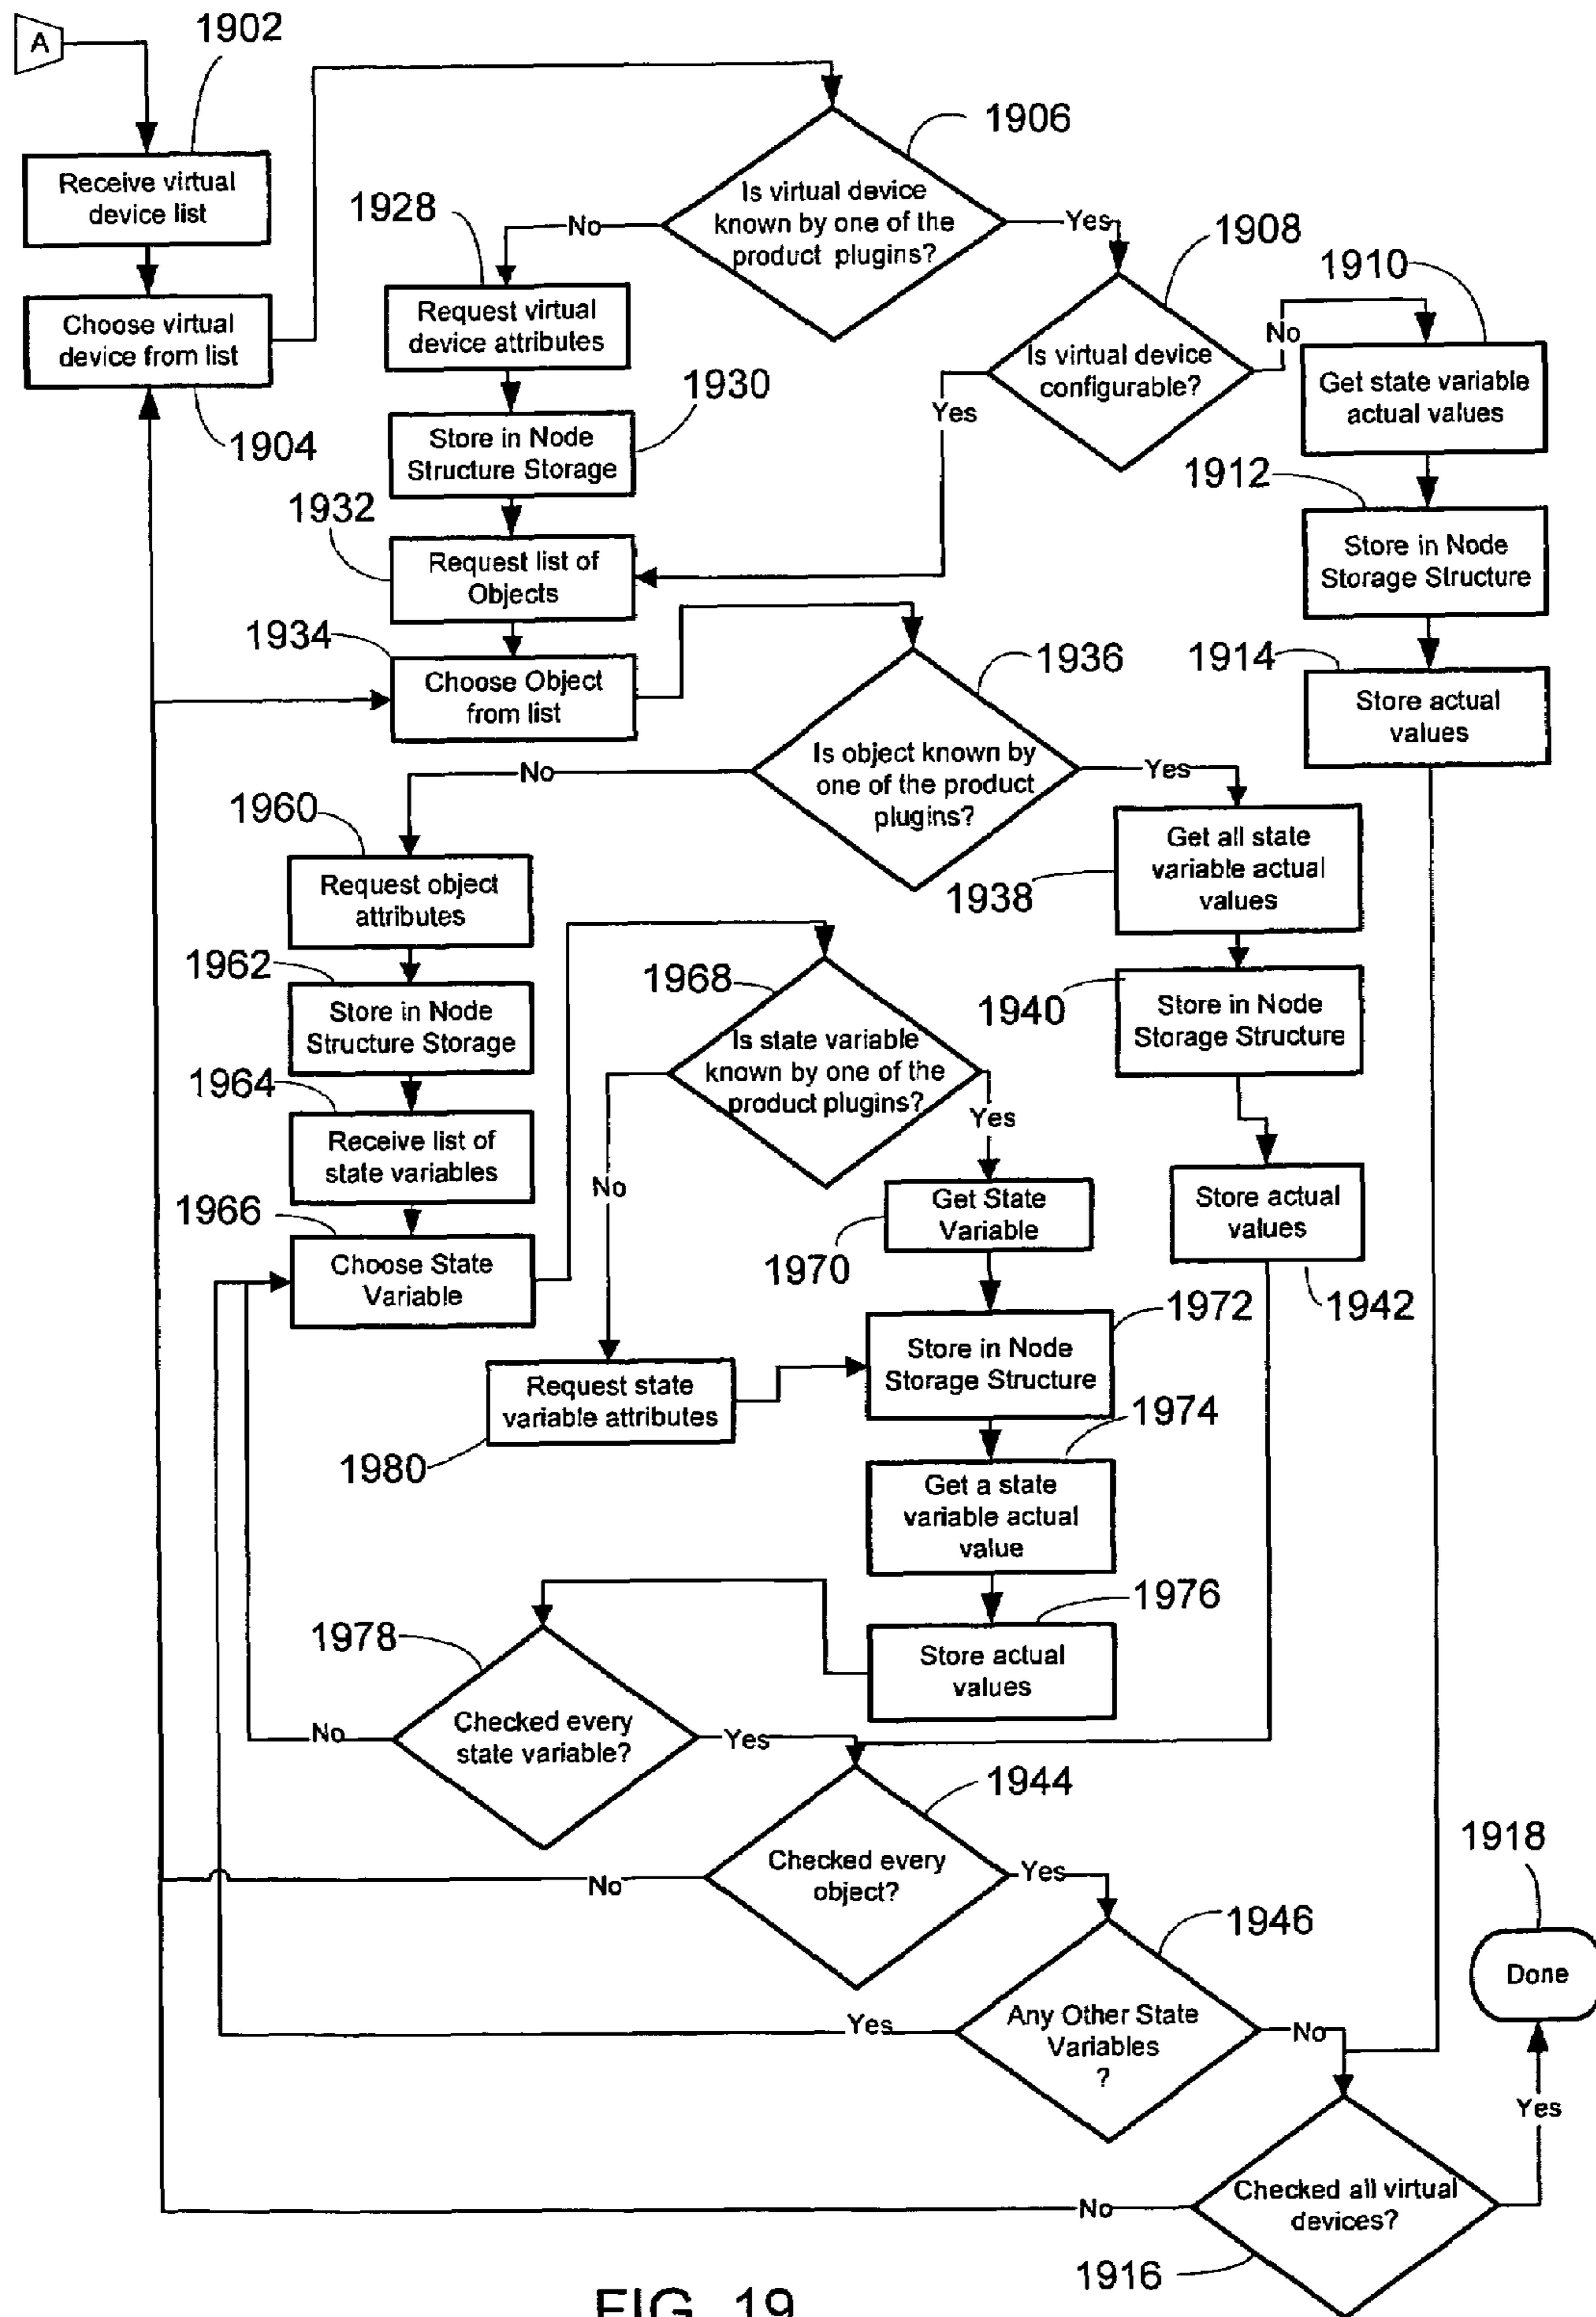 A
1902
Receive virtual
device list
Choose virtual
device from list
1904
1906
Is virtual device
known by one of the
product plugins?
No
Yes
1928
Request virtual
device attributes
1908
Is virtual device
configurable?
No
Yes
1910
Get state variable
actual values
1930
Store in Node
Structure Storage
1912
Store in Node
Storage Structure
1932
Request list of
Objects
1934
Choose Object
from list
1914
Store actual
values
1936
Is object known by
one of the product
plugins?
No
Yes
1960
Request object
attributes
1938
Get all state
variable actual
values
1962
Store in Node
Structure Storage
1940
Store in Node
Storage Structure
1968
Is state variable
known by one of the
product plugins?
No
Yes
1964
Receive list of
state variables
1970
Get State
Variable
Store actual
values
1942
1966
Choose State
Variable
1972
Store in Node
Storage Structure
Request state
variable attributes
1980
1974
Get a state
variable actual
value
1976
Store actual
values
1978
Checked every
state variable?
No
Yes
1944
Checked every
object?
No
Yes
1918
Done
1946
Any Other State
Variables
?
Yes
No
Yes
Checked all virtual
devices?
No
1916
FIG. 19